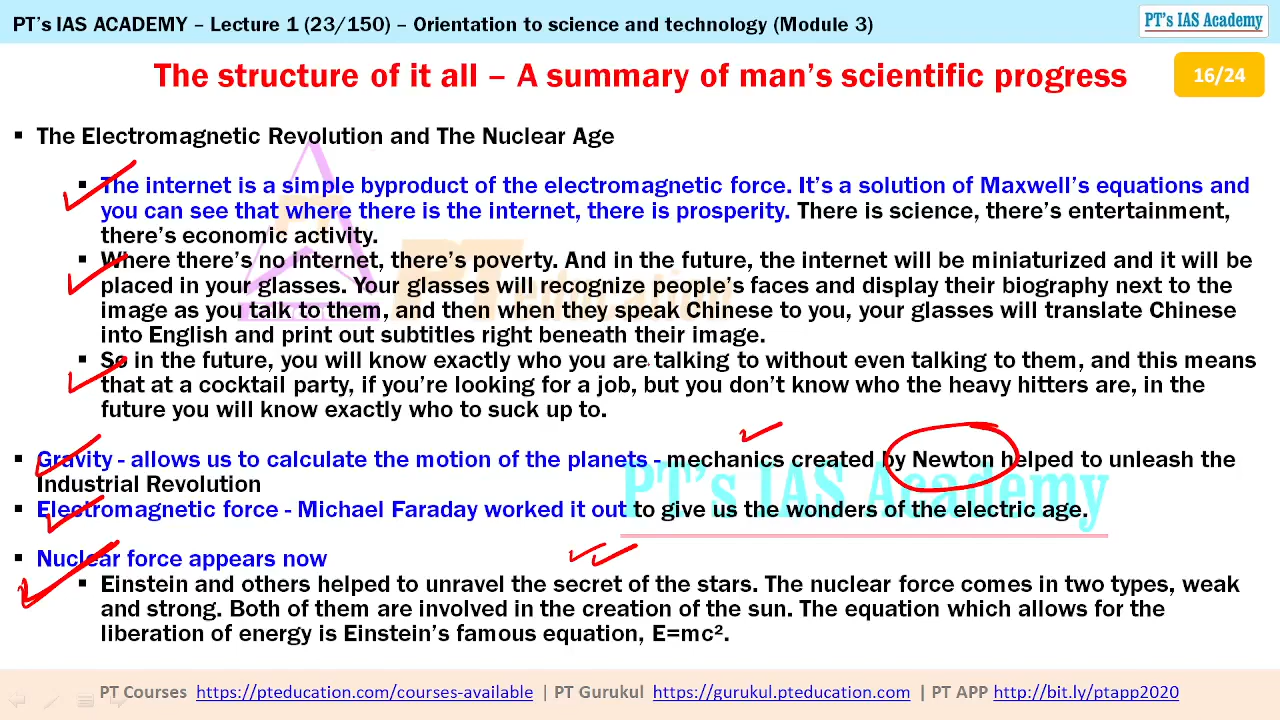 PT's IAS ACADEMY – Lecture 1 (23/150) – Orientation to science and technology (Module 3)
PT's IAS Academy
The structure of it all – A summary of man's scientific progress
16/24
▪ The Electromagnetic Revolution and The Nuclear Age
▪ The internet is a simple byproduct of the electromagnetic force. It's a solution of Maxwell's equations and
you can see that where there is the internet, there is prosperity. There is science, there's entertainment,
there's economic activity.
▪ Where there's no internet, there's poverty. And in the future, the internet will be miniaturized and it will be
placed in your glasses. Your glasses will recognize people's faces and display their biography next to the
image as you talk to them, and then when they speak Chinese to you, your glasses will translate Chinese
into English and print out subtitles right beneath their image.
▪ So in the future, you will know exactly who you are talking to without even talking to them, and this means
that at a cocktail party, if you're looking for a job, but you don't know who the heavy hitters are, in the
future you will know exactly who to suck up to.
▪ Gravity - allows us to calculate the motion of the planets - mechanics created by Newton helped to unleash the
Industrial Revolution
▪ Electromagnetic force - Michael Faraday worked it out to give us the wonders of the electric age.
▪ Nuclear force appears now
▪ Einstein and others helped to unravel the secret of the stars. The nuclear force comes in two types, weak
and strong. Both of them are involved in the creation of the sun. The equation which allows for the
liberation of energy is Einstein's famous equation, E=mc².
PT education
PT's IAS Academy
PT Courses https://pteducation.com/courses-available | PT Gurukul https://gurukul.pteducation.com | PT APP http://bit.ly/ptapp2020